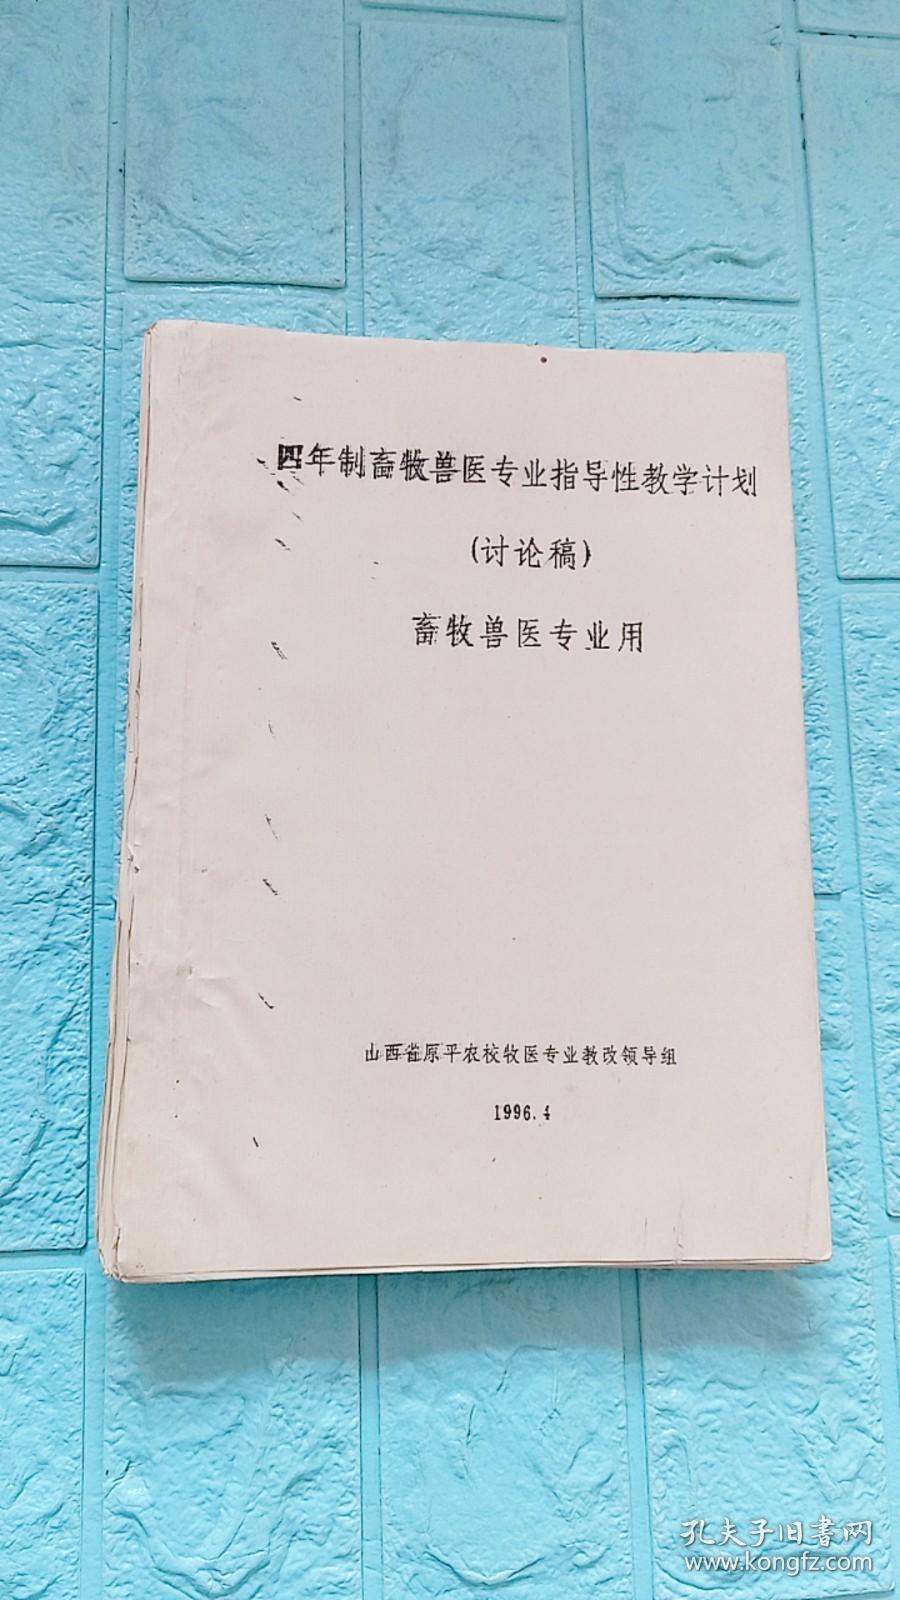 四年制畜牧兽医专业指导性教学计划
(讨论稿)
畜牧兽医专业用
山西省原平农校牧医专业教改领导组
1996.4
孔夫子旧书网
www.kongfz.com